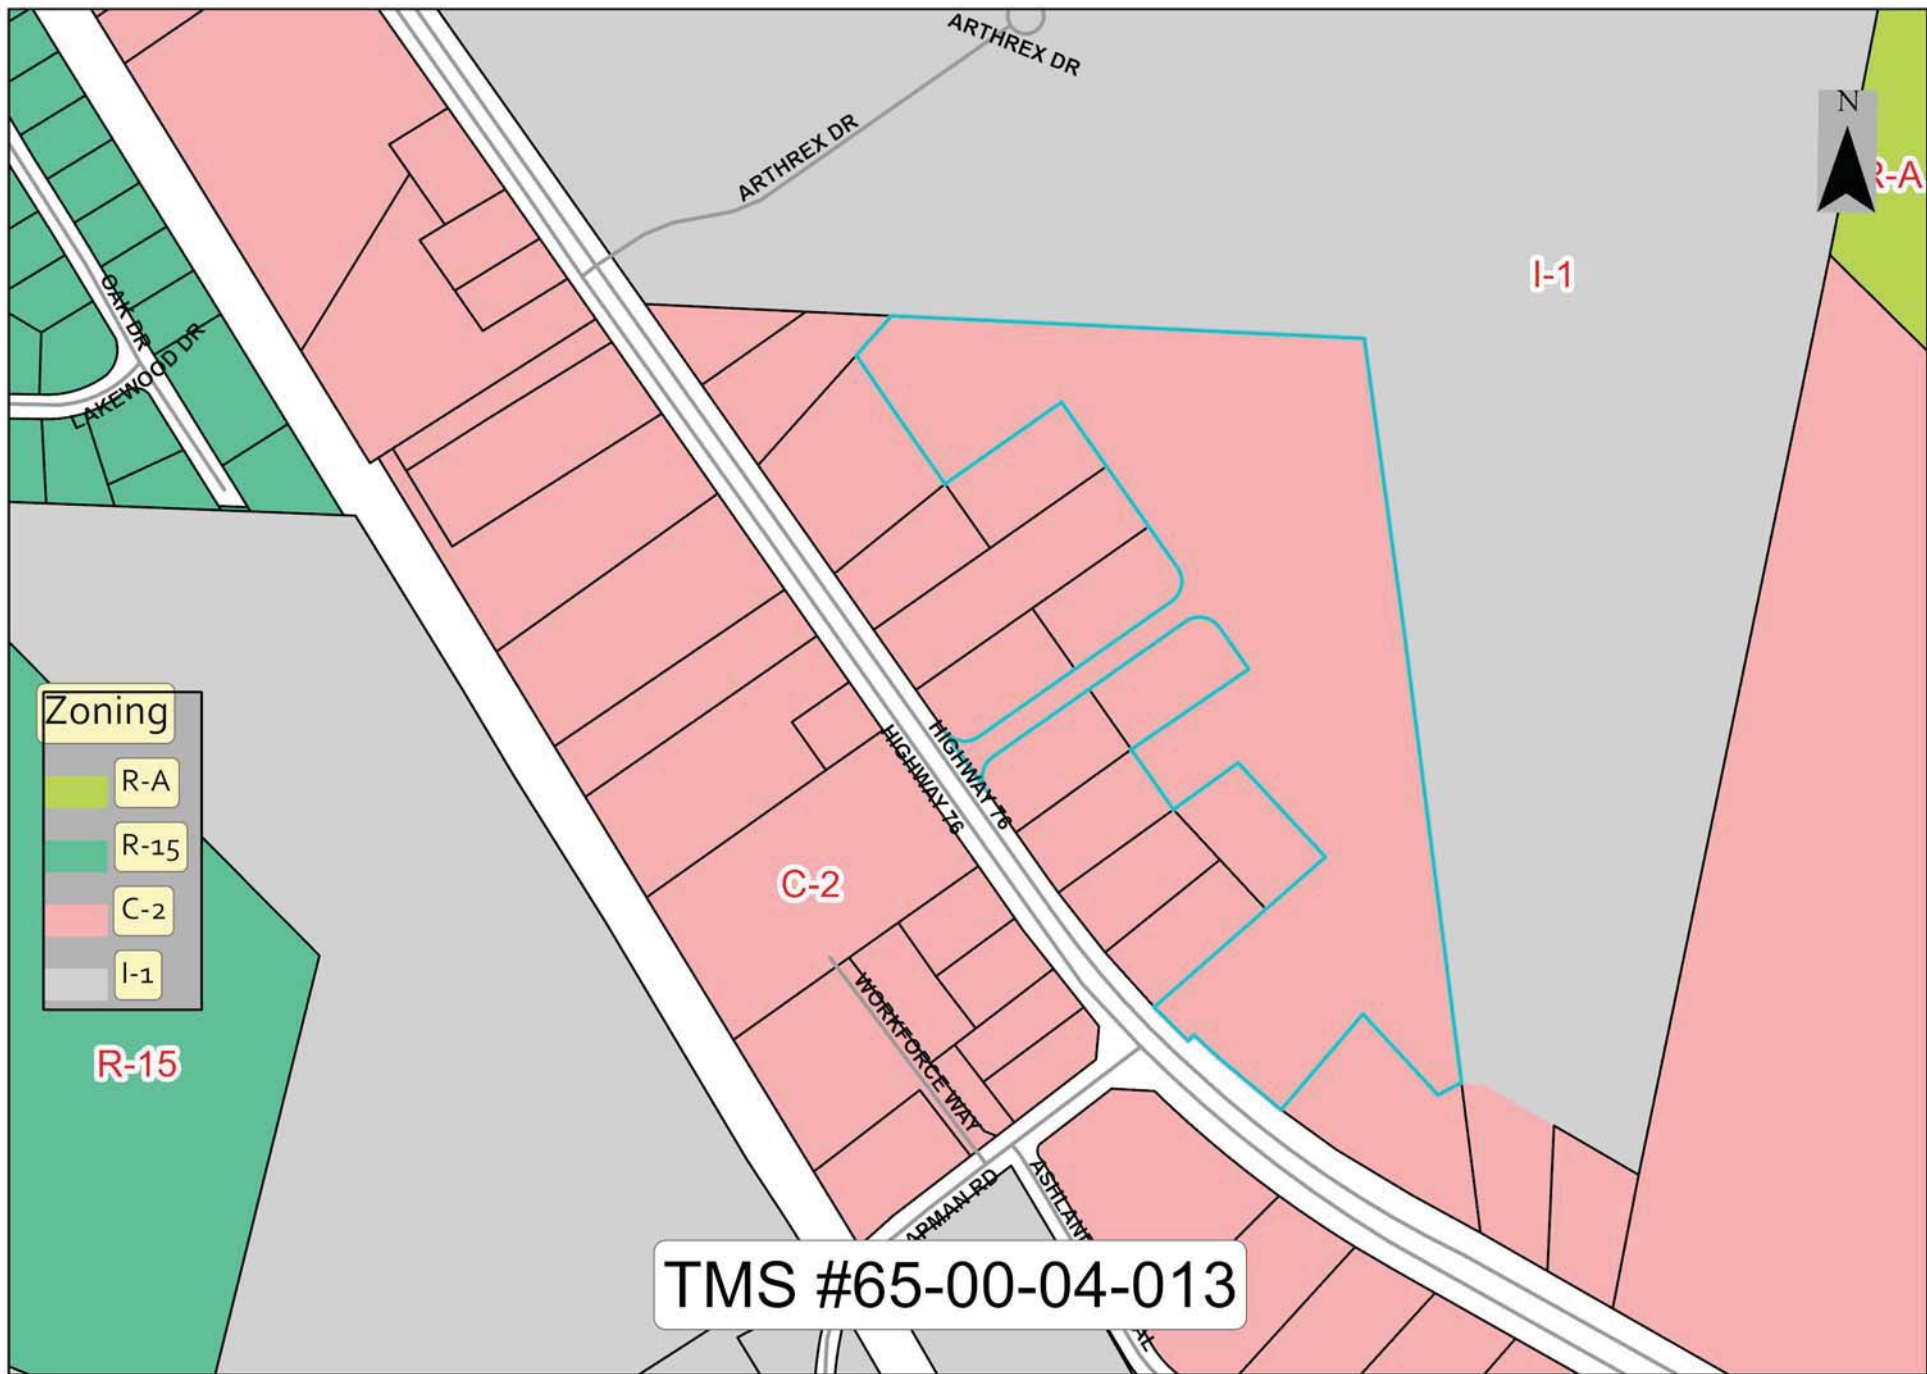 ARTHREX DR
ARTHREX DR
N
R-A
I-1
OAK DR
LAKEWOOD DR
HIGHWAY 76
HIGHWAY 76
Zoning
R-A
R-15
C-2
I-1
C-2
WORKFORCE WAY
R-15
TMS #65-00-04-013